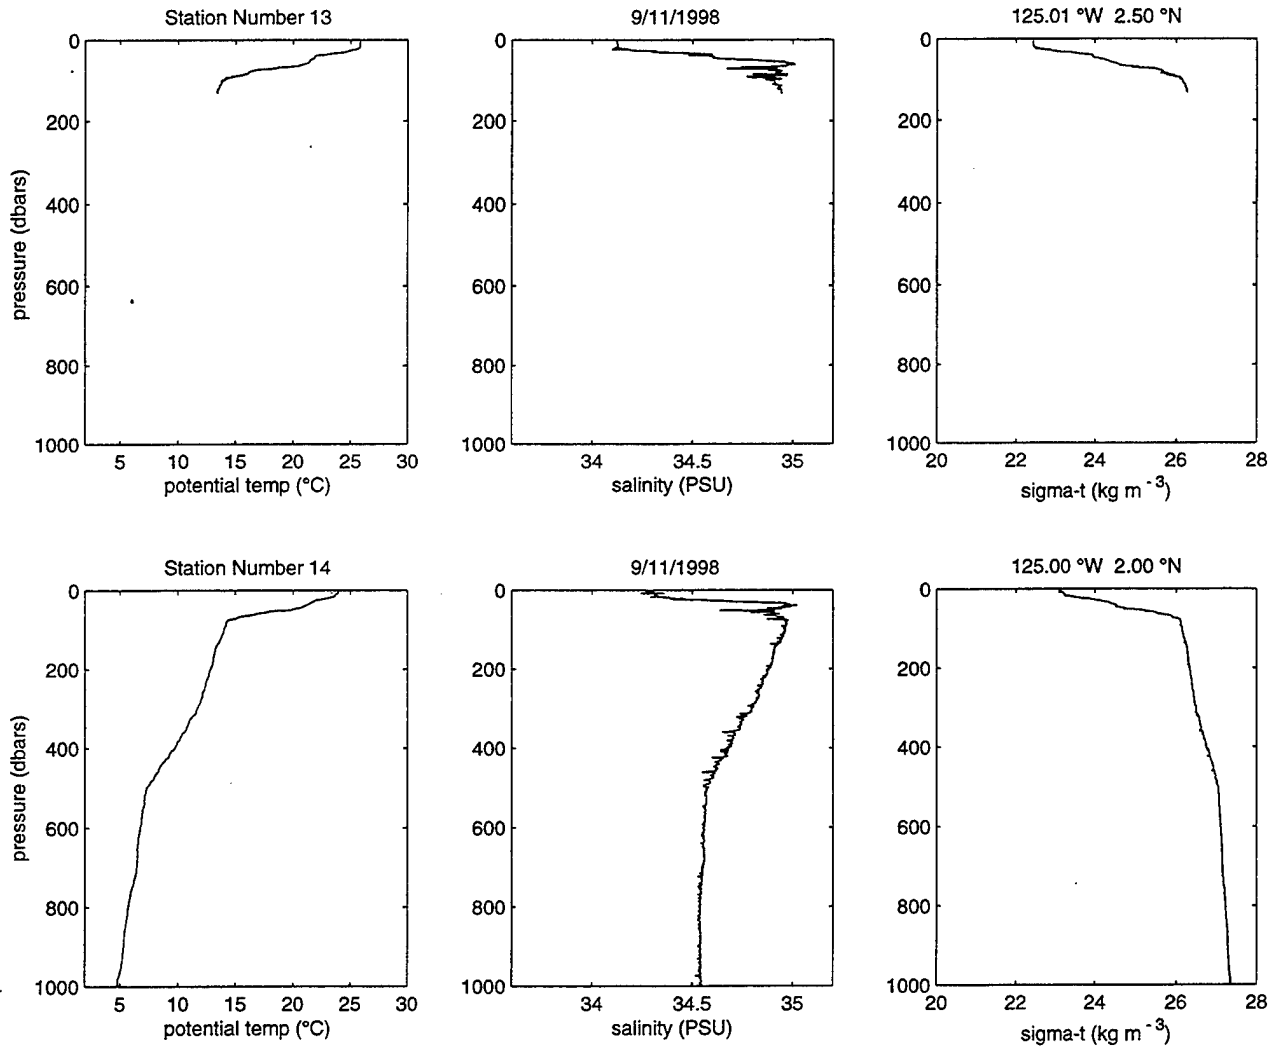 Station Number 13
9/11/1998
125.01 °W 2.50 °N
pressure (dbars)
0
200
400
600
800
1000
5 10 15 20 25 30
potential temp (°C)
0
200
400
600
800
1000
34 34.5 35
salinity (PSU)
0
200
400
600
800
1000
20 22 24 26 28
sigma-t (kg m⁻³)
Station Number 14
9/11/1998
125.00 °W 2.00 °N
pressure (dbars)
0
200
400
600
800
1000
5 10 15 20 25 30
potential temp (°C)
0
200
400
600
800
1000
34 34.5 35
salinity (PSU)
0
200
400
600
800
1000
20 22 24 26 28
sigma-t (kg m⁻³)